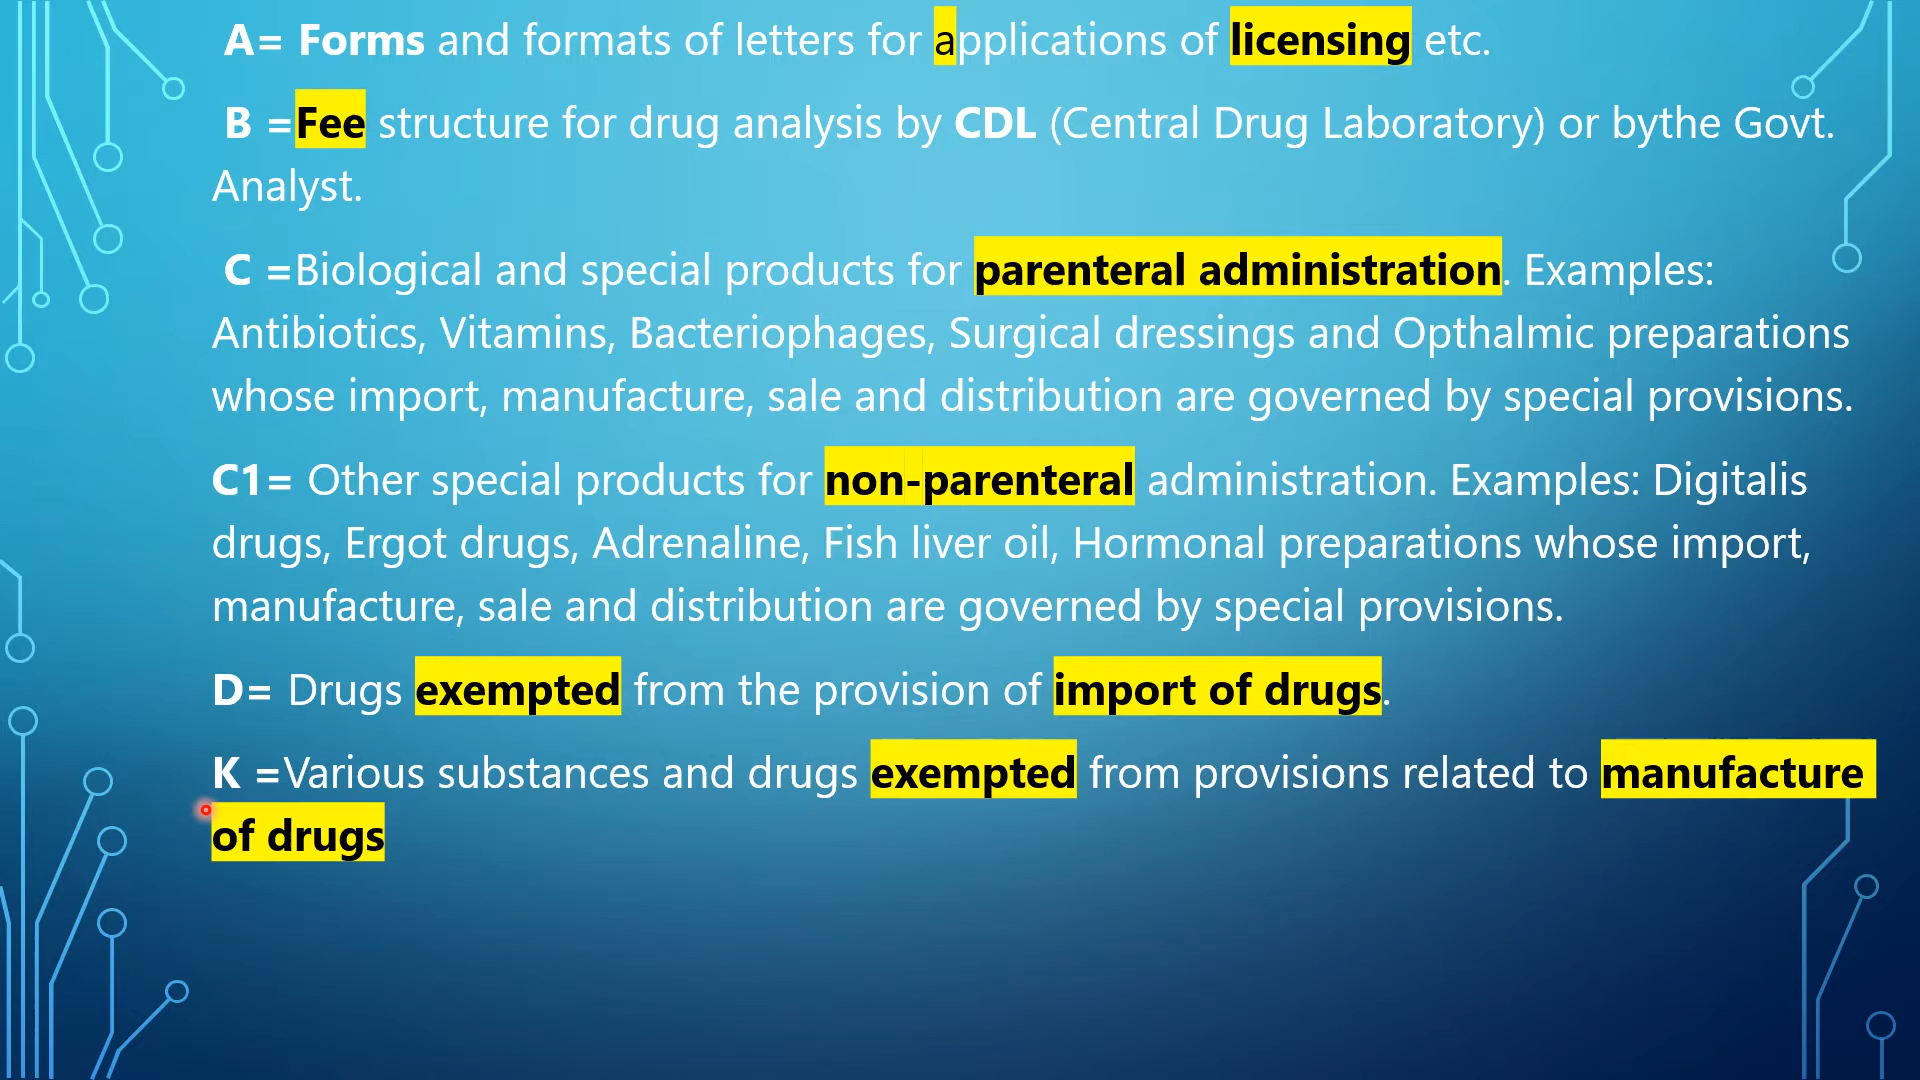 A= Forms and formats of letters for applications of licensing etc.
B =Fee structure for drug analysis by CDL (Central Drug Laboratory) or bythe Govt.
Analyst.
C =Biological and special products for parenteral administration. Examples:
Antibiotics, Vitamins, Bacteriophages, Surgical dressings and Opthalmic preparations
whose import, manufacture, sale and distribution are governed by special provisions.
C1= Other special products for non-parenteral administration. Examples: Digitalis
drugs, Ergot drugs, Adrenaline, Fish liver oil, Hormonal preparations whose import,
manufacture, sale and distribution are governed by special provisions.
D= Drugs exempted from the provision of import of drugs.
K =Various substances and drugs exempted from provisions related to manufacture
of drugs